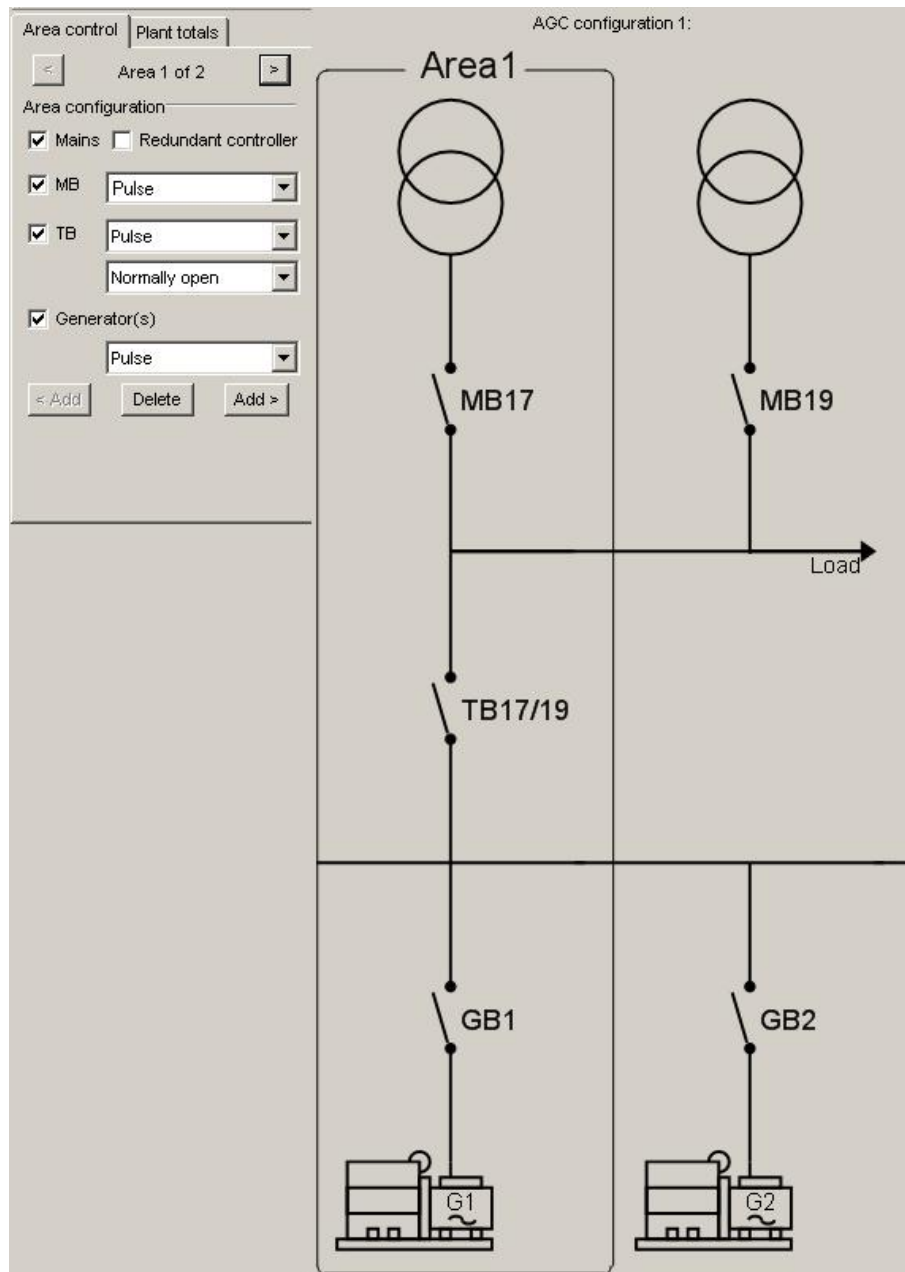 Area control Plant totals
< Area 1 of 2 >
Area configuration
Mains Redundant controller
MB Pulse
TB Pulse
Normally open
Generator(s)
Pulse
< Add Delete Add >
AGC configuration 1:
Area1
MB17 MB19
Load
TB17/19
GB1 GB2
G1 G2